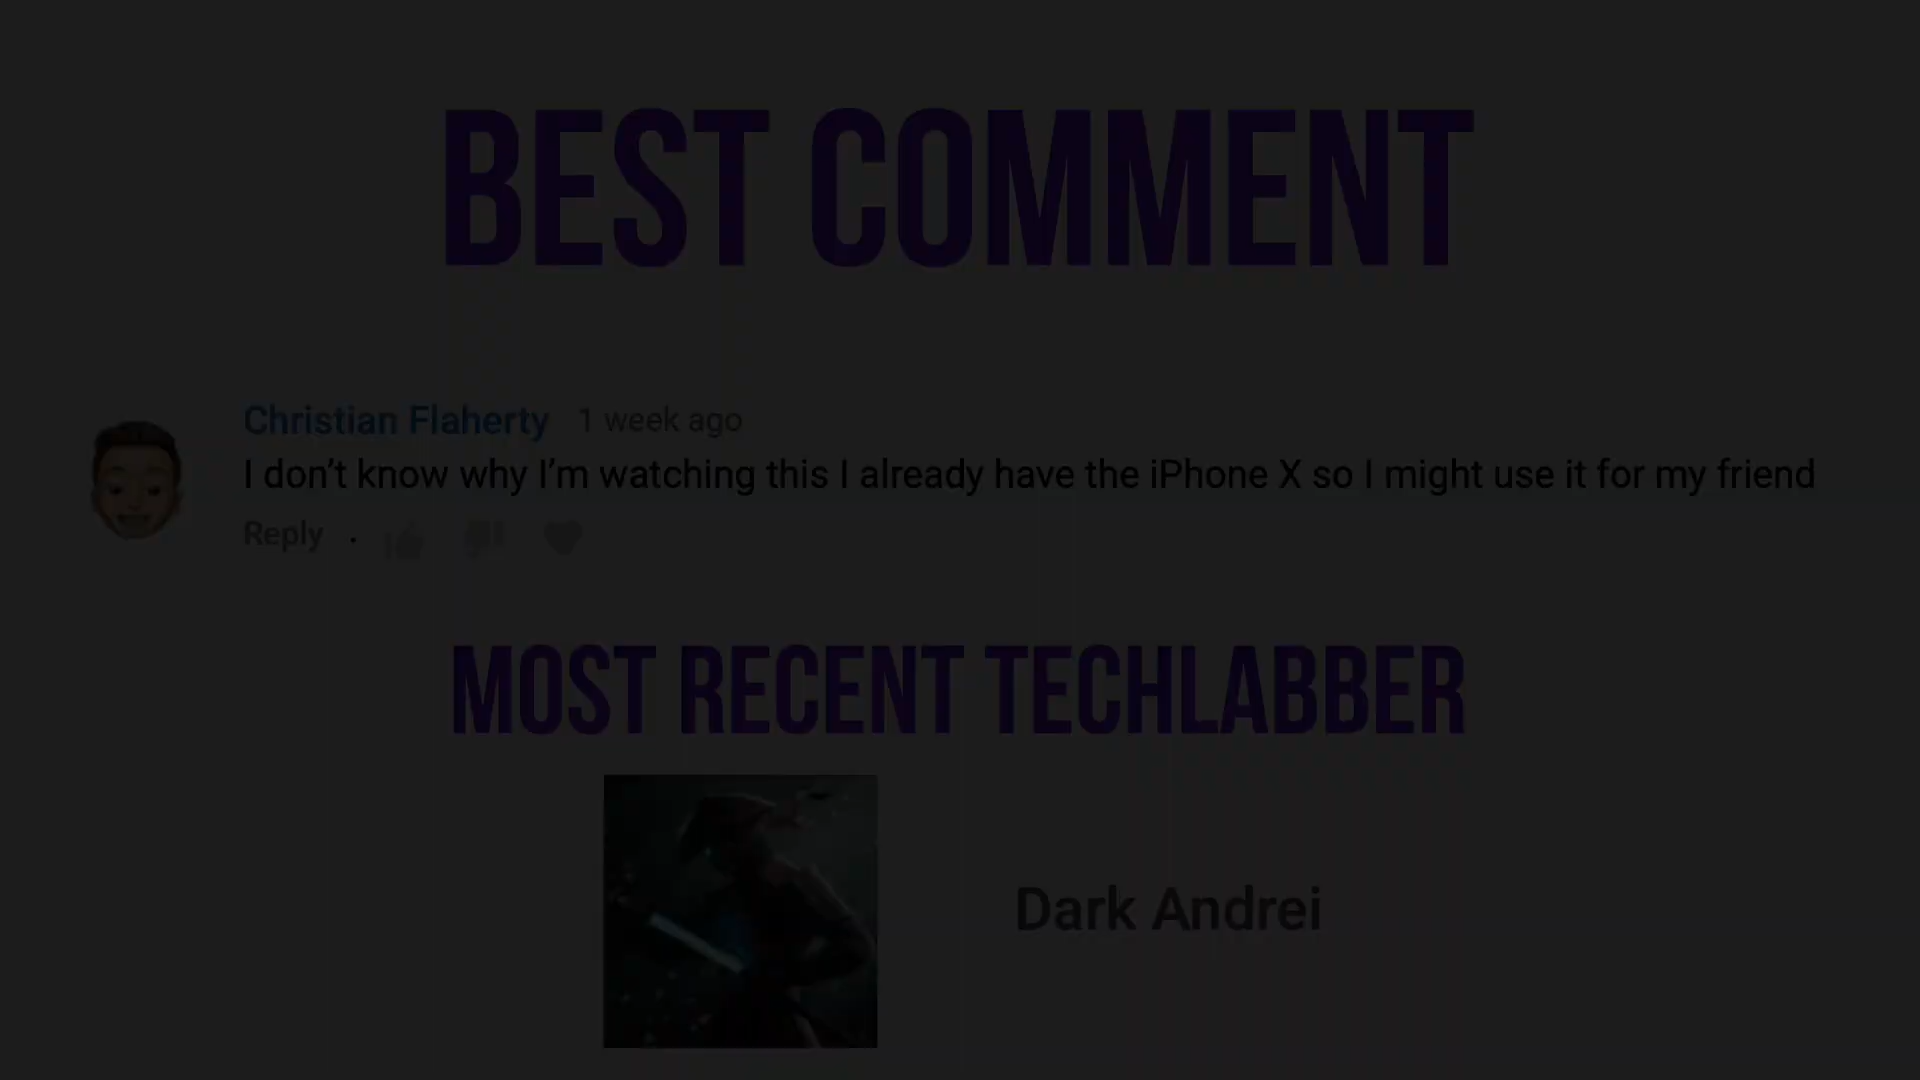 BEST COMMENT
Christian Flaherty 1 week ago
I don’t know why I’m watching this I already have the iPhone X so I might use it for my friend
Reply .
MOST RECENT TECHLABBER
Dark Andrei